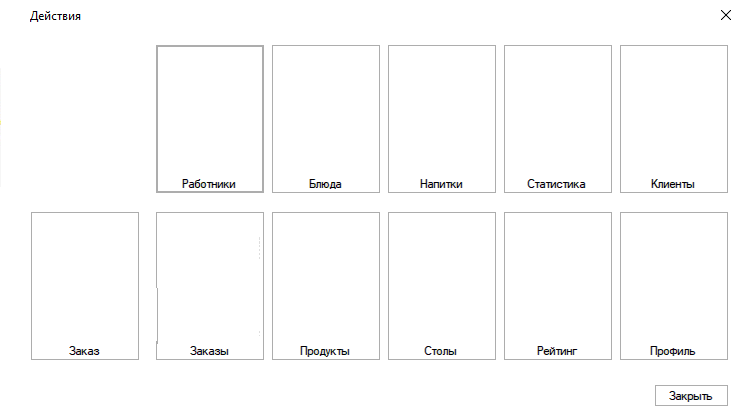 Действия
Работники
Блюда
Напитки
Статистика
Клиенты
Заказ
Заказы
Продукты
Столы
Рейтинг
Профиль
Закрыть